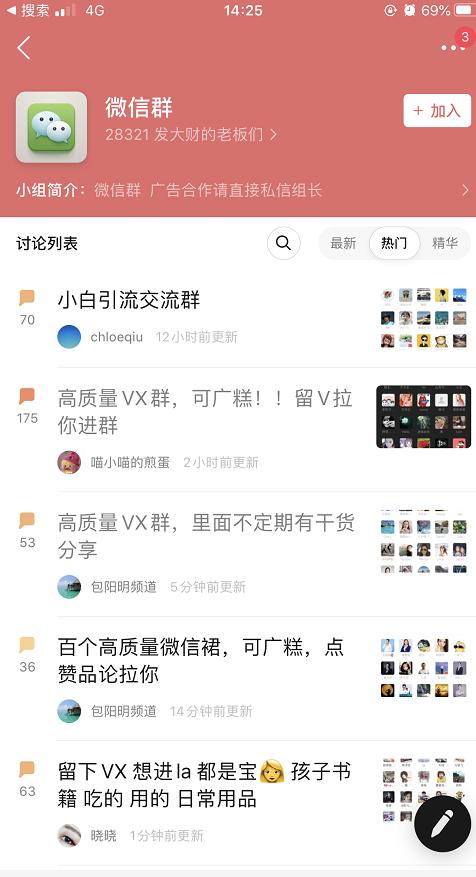 搜索 4G 14:25 69%
3
微信群
28321 发大财的老板们
+ 加入
小组简介: 微信群 广告合作请直接私信组长
讨论列表
最新 热门 精华
小白引流交流群
70
chloeqiu 12小时前更新
高质量VX群，可广糕！！留V拉
你进群
175
喵小喵的煎蛋 2小时前更新
高质量VX群，里面不定期有干货
分享
53
包阳明频道 5分钟前更新
百个高质量微信裙，可广糕，点
赞品论拉你
36
包阳明频道 14分钟前更新
留下VX 想进la 都是宝👩 孩子书
籍 吃的 用的 日常用品
63
晓晓 1分钟前更新